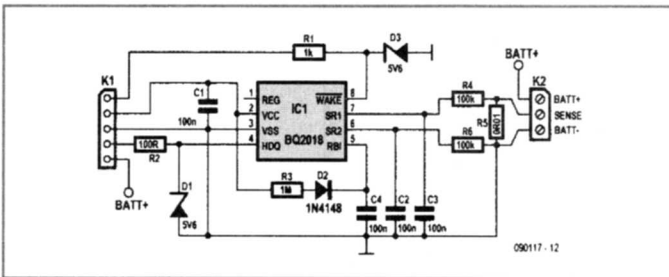 R1
1k
D3
5V6
BATT+
K1
K2
C1
100n
1
REG
WAKE
8
R4
100k
BATT+
2
VCC
IC1
SR1
7
R5
0R01
SENSE
3
VSS
SR2
6
BATT-
100R
R2
4
HDQ
BQ2018
RBI
5
R6
100k
D1
5V6
R3
1M
D2
1N4148
BATT+
C4
100n
C2
100n
C3
100n
090117 - 12